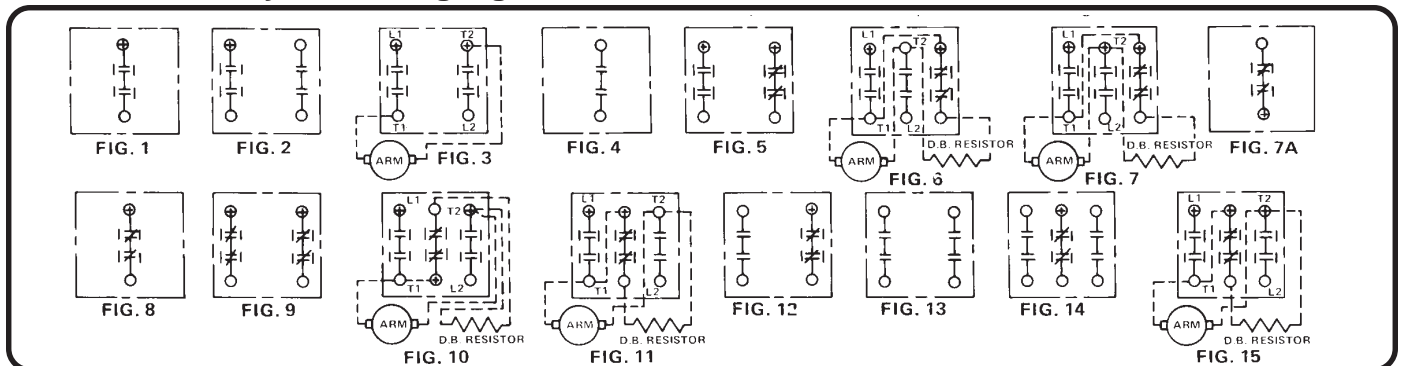 L1 T2 L1 T2 L1 T2
T1 L2 T1 L2 T1 L2
FIG. 1 FIG. 2 ARM FIG. 3 FIG. 4 FIG. 5 ARM D.B. RESISTOR FIG. 6 ARM D.B. RESISTOR FIG. 7 FIG. 7A
L1 T2 L1 T2 L1 T2
T1 L2 T1 L2 T1 L2
FIG. 8 FIG. 9 ARM D.B. RESISTOR FIG. 10 ARM D.B. RESISTOR FIG. 11 FIG. 12 FIG. 13 FIG. 14 ARM D.B. RESISTOR FIG. 15